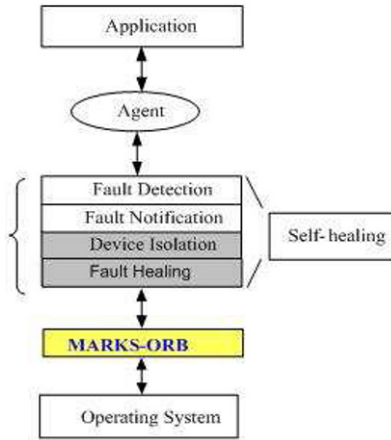 Application
Agent
Fault Detection
Fault Notification
Device Isolation
Fault Healing
Self- healing
MARKS-ORB
Operating System